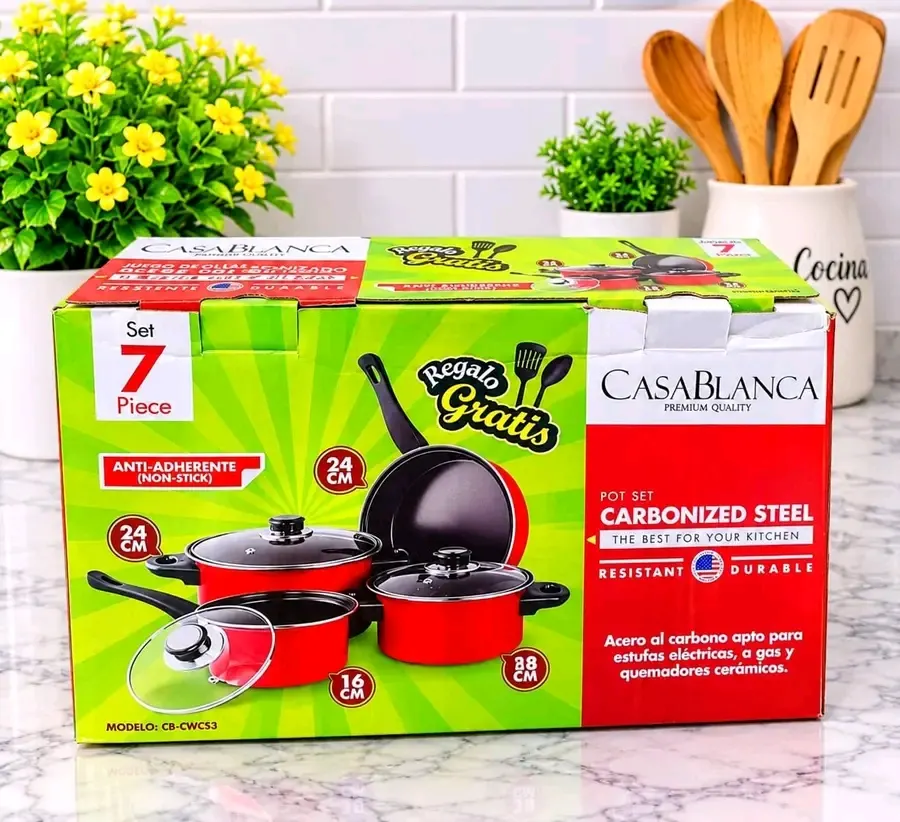 CASABLANCA
PREMIUM QUALITY
RESISTENTE DURABLE
Regalo
Gratis
7
Set
7
Piece
ANTI-ADHERENTE
(NON-STICK)
Regalo
Gratis
24
CM
24
CM
16
CM
38
CM
MODELO: CB-CWCS3
CASABLANCA
PREMIUM QUALITY
POT SET
CARBONIZED STEEL
THE BEST FOR YOUR KITCHEN
RESISTANT DURABLE
Acero al carbono apto para
estufas eléctricas, a gas y
quemadores cerámicos.
Cocina